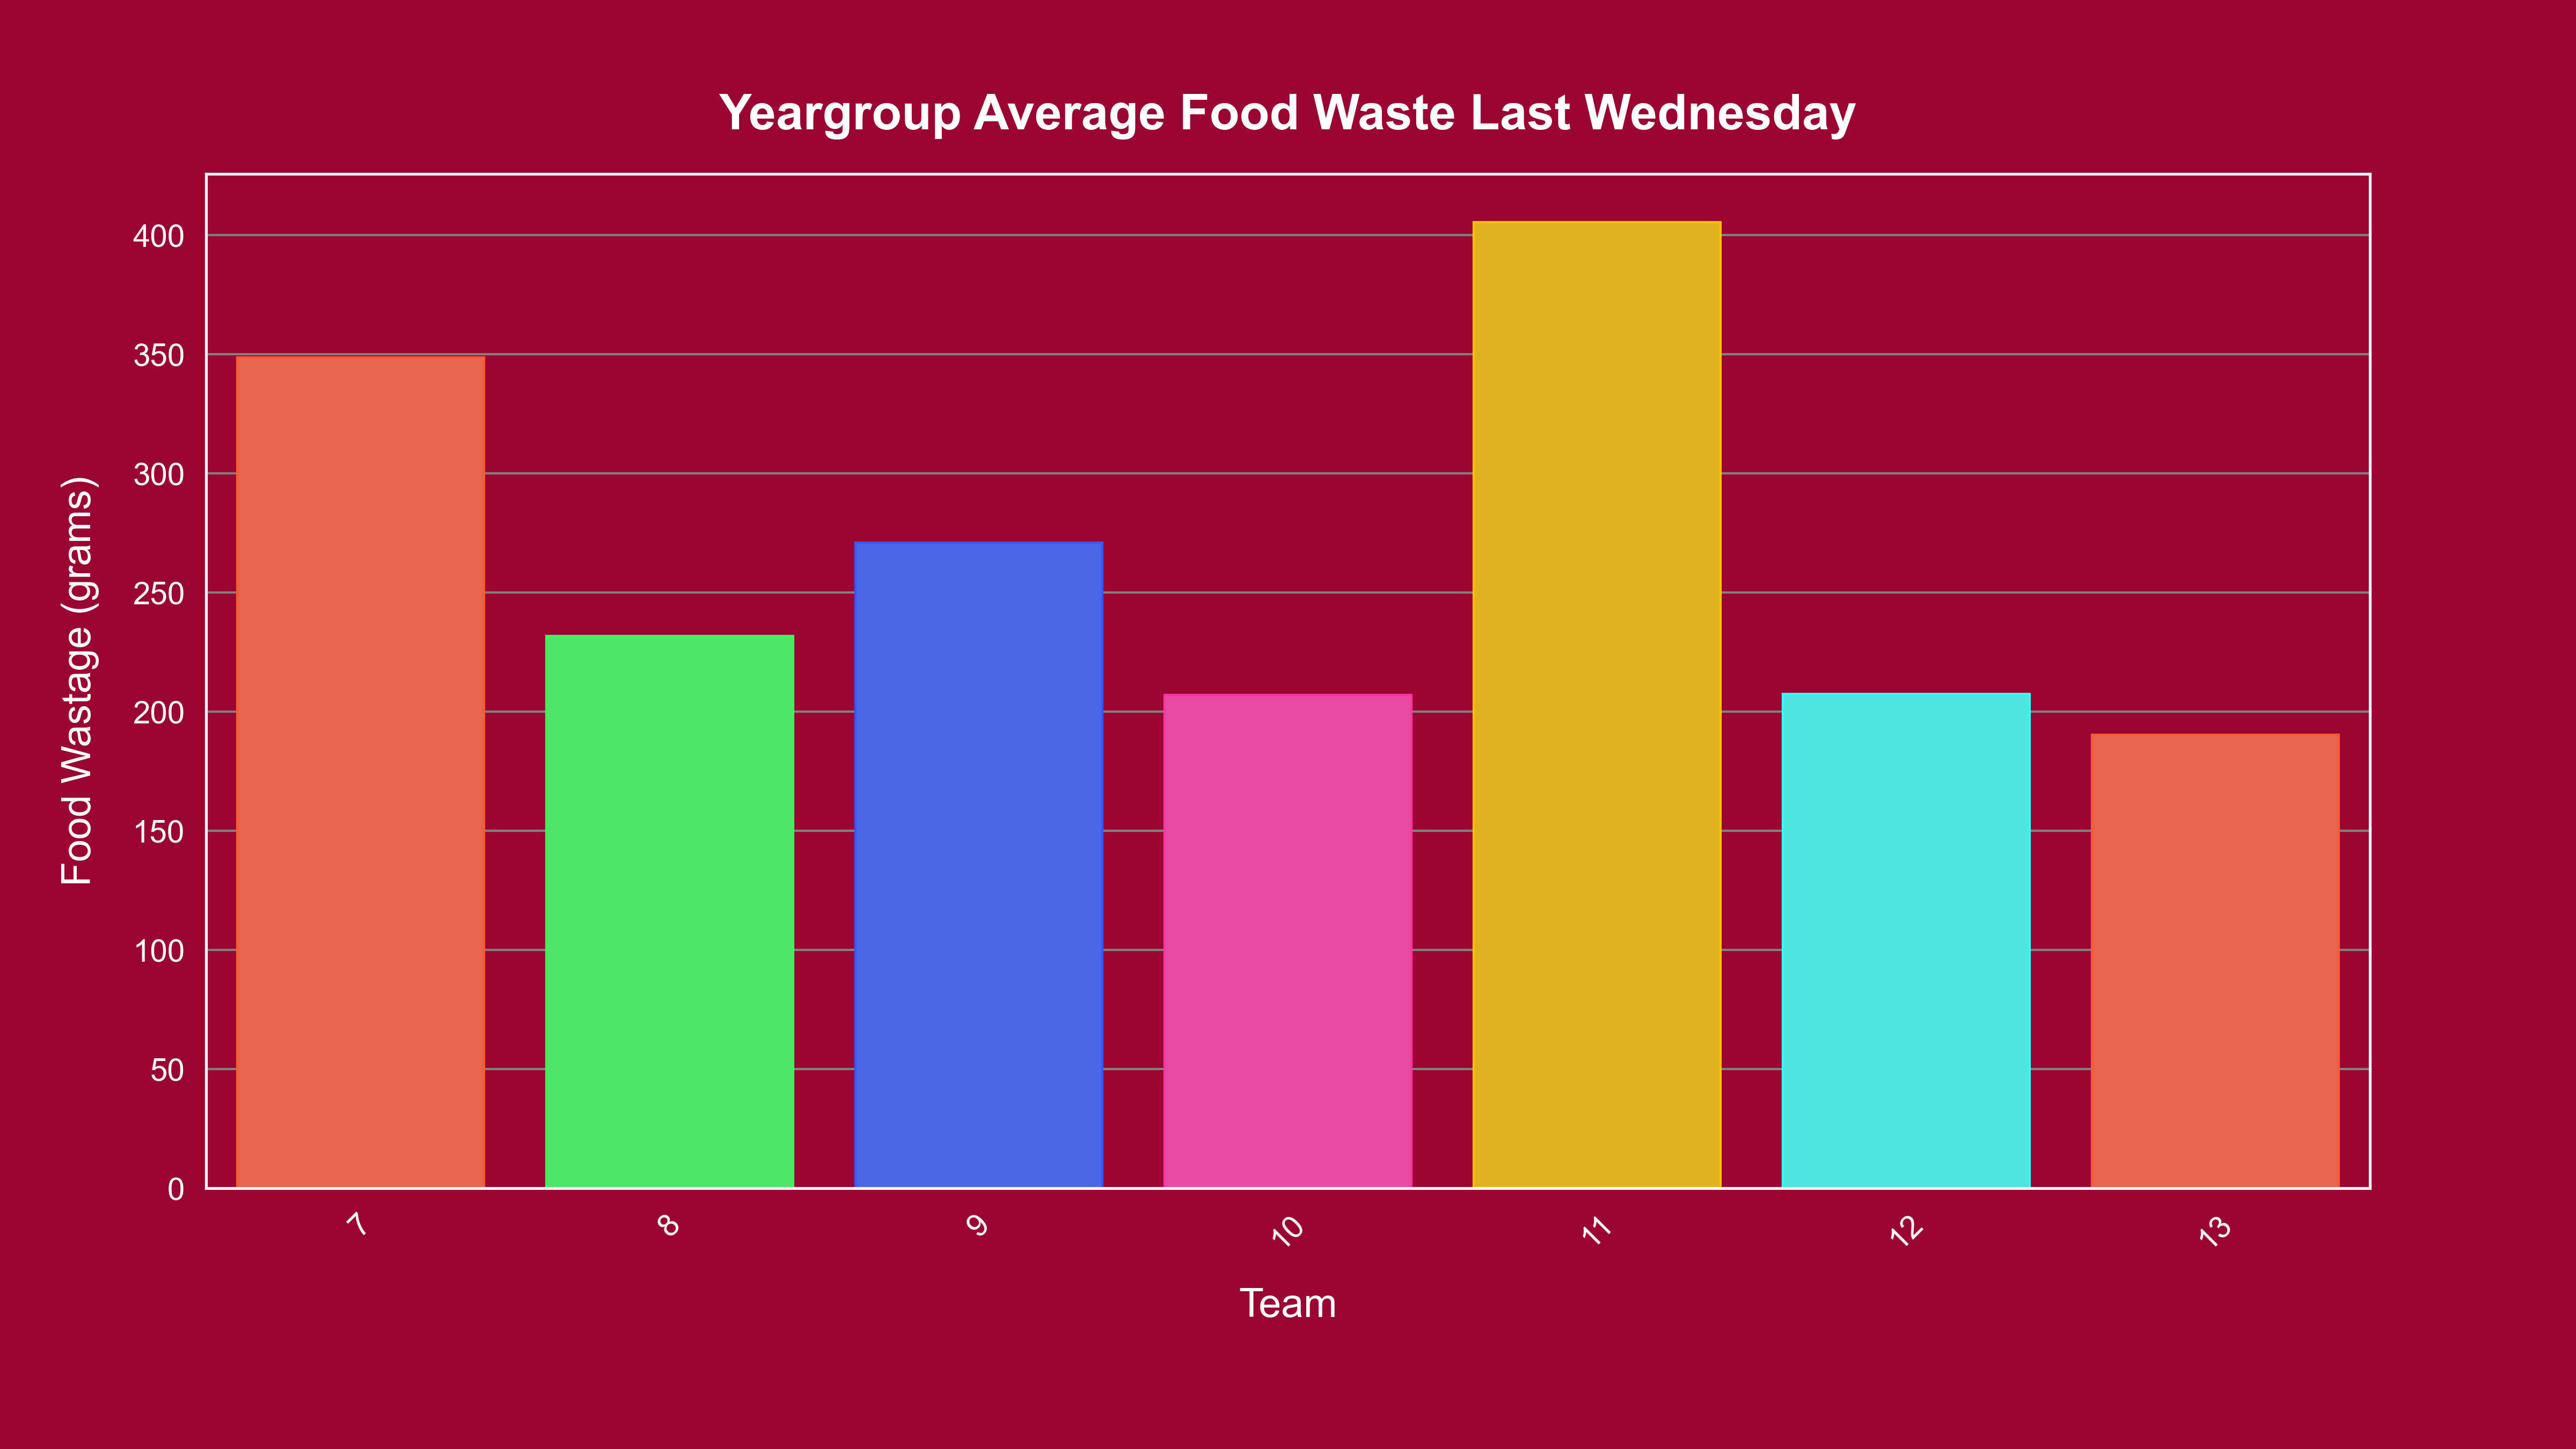 Yeargroup Average Food Waste Last Wednesday
Food Wastage (grams)
400
350
300
250
200
150
100
50
0
7 8 9 10 11 12 13
Team